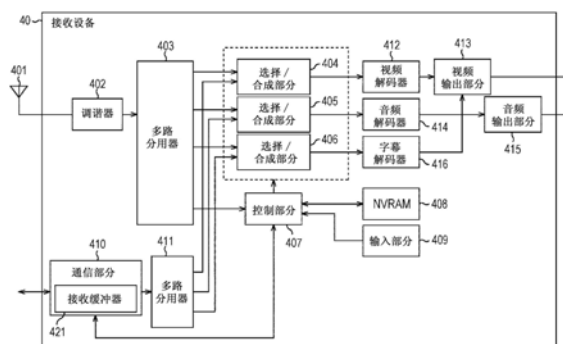 40
接收设备
401
402
调谐器
403
多路
分用器
404
选择/
合成部分
405
选择/
合成部分
406
选择/
合成部分
412
视频
解码器
413
视频
输出部分
音频
解码器
414
音频
输出部分
415
字幕
解码器
416
控制部分
407
NVRAM
408
输入部分
409
410
通信部分
接收缓冲器
421
411
多路
分用器